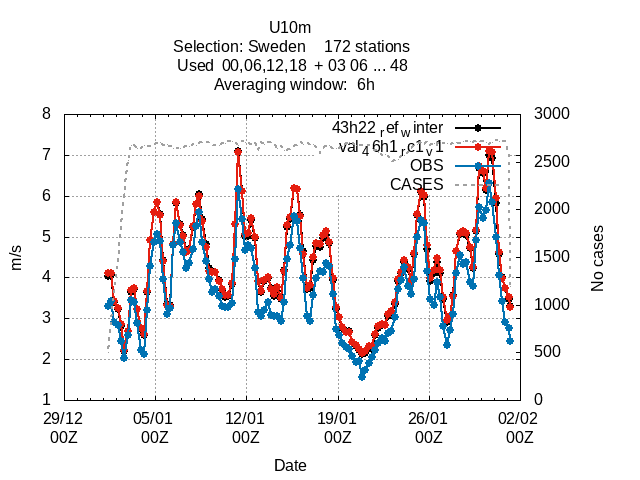 U10m
Selection: Sweden    172 stations
Used  00,06,12,18  + 03 06 ... 48
Averaging window:  6h
43h22_ref_winter
val_46h1_rc1_v1
OBS
CASES
8
7
6
5
4
3
2
1
m/s
3000
2500
2000
1500
1000
500
0
No cases
29/12 05/01 12/01 19/01 26/01 02/02
00Z 00Z 00Z 00Z 00Z 00Z
Date